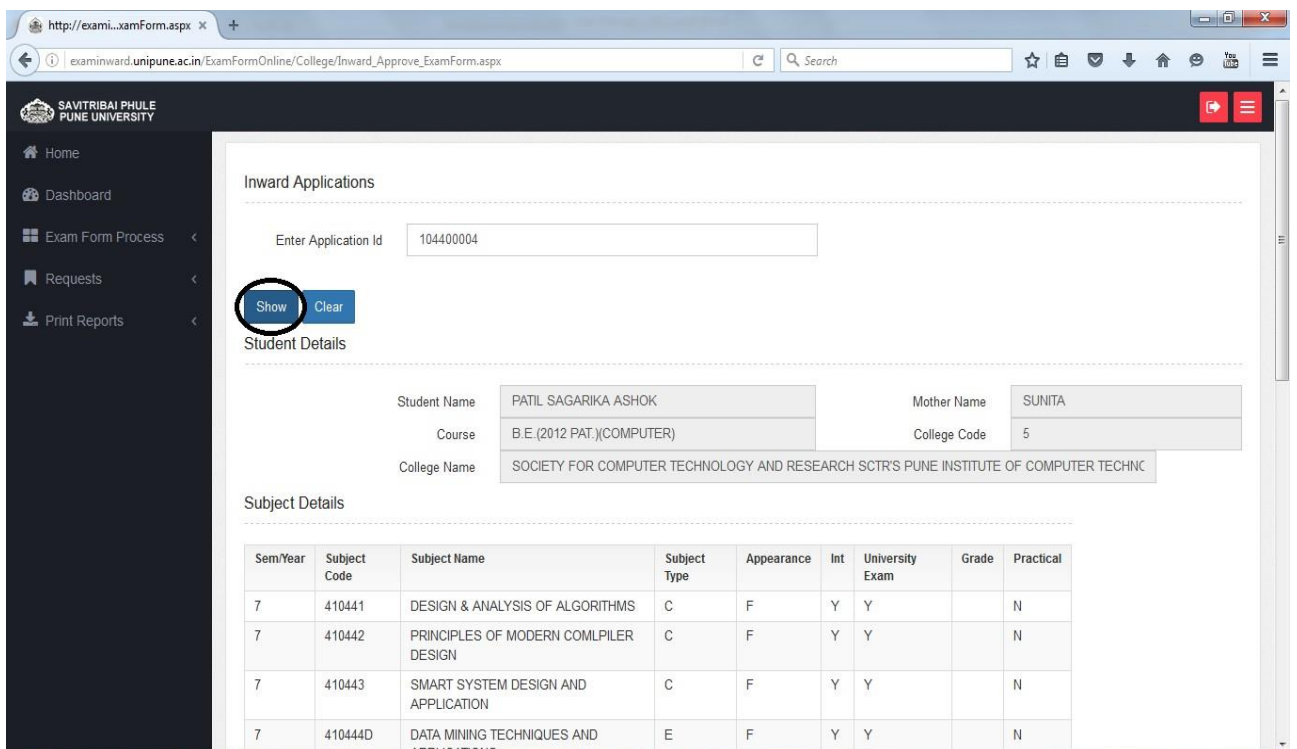 http://exami...xamForm.aspx × +
examinward.unipune.ac.in/ExamFormOnline/College/Inward_Approve_ExamForm.aspx
Search
You Tube
SAVITRIBAI PHULE
PUNE UNIVERSITY
Home
Dashboard
Exam Form Process <
Requests <
Print Reports <
Inward Applications
Enter Application Id 104400004
Show Clear
Student Details
Student Name PATIL SAGARIKA ASHOK Mother Name SUNITA
Course B.E.(2012 PAT.)(COMPUTER) College Code 5
College Name SOCIETY FOR COMPUTER TECHNOLOGY AND RESEARCH SCTR'S PUNE INSTITUTE OF COMPUTER TECHNC
Subject Details
Sem/Year Subject Code Subject Name Subject Type Appearance Int University Exam Grade Practical
7 410441 DESIGN & ANALYSIS OF ALGORITHMS C F Y Y N
7 410442 PRINCIPLES OF MODERN COMLPILER DESIGN C F Y Y N
7 410443 SMART SYSTEM DESIGN AND APPLICATION C F Y Y N
7 410444D DATA MINING TECHNIQUES AND E F Y Y N